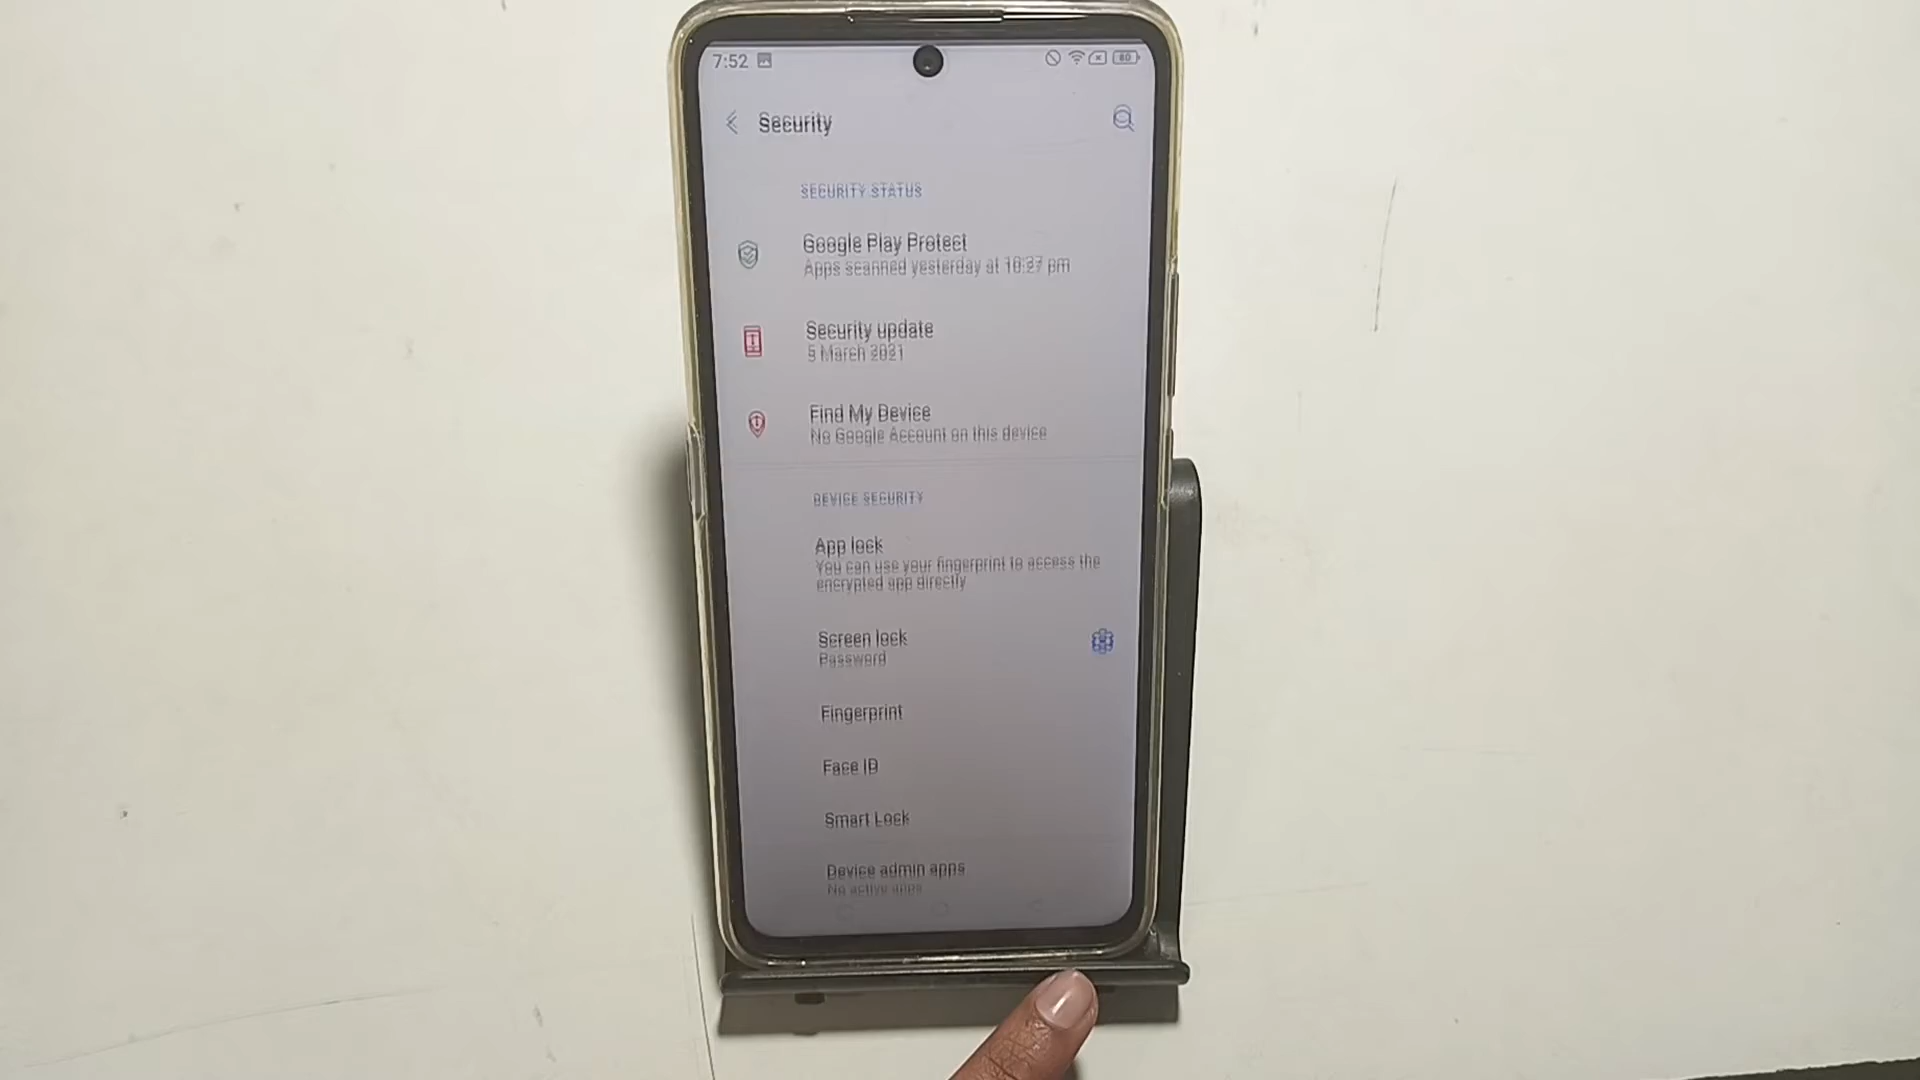 7:52
80
Security
SECURITY STATUS
Google Play Protect
Apps scanned yesterday at 10:27 pm
Security update
5 March 2021
Find My Device
No Google Account on this device
DEVICE SECURITY
App lock
You can use your fingerprint to access the
encrypted app directly
Screen lock
Password
Fingerprint
Face ID
Smart Lock
Device admin apps
No active apps